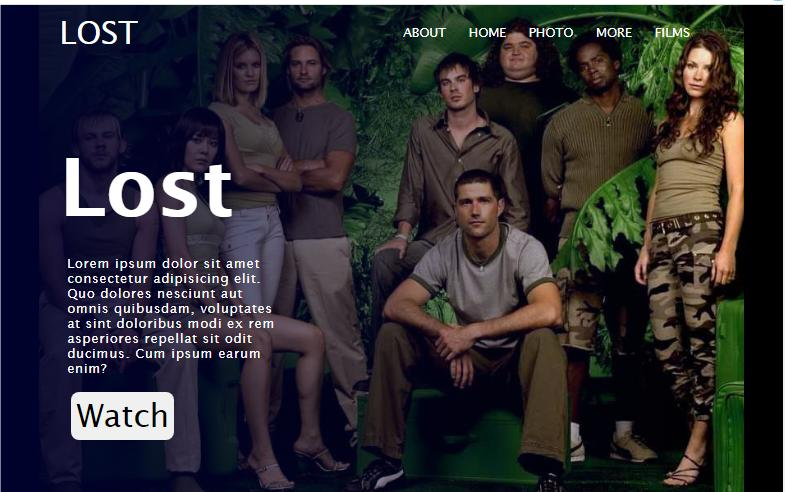 LOST
ABOUT HOME PHOTO MORE FILMS
Lost
Lorem ipsum dolor sit amet
consectetur adipisicing elit.
Quo dolores nesciunt aut
omnis quibusdam, voluptates
at sint doloribus modi ex rem
asperiores repellat sit odit
ducimus. Cum ipsum earum
enim?
Watch